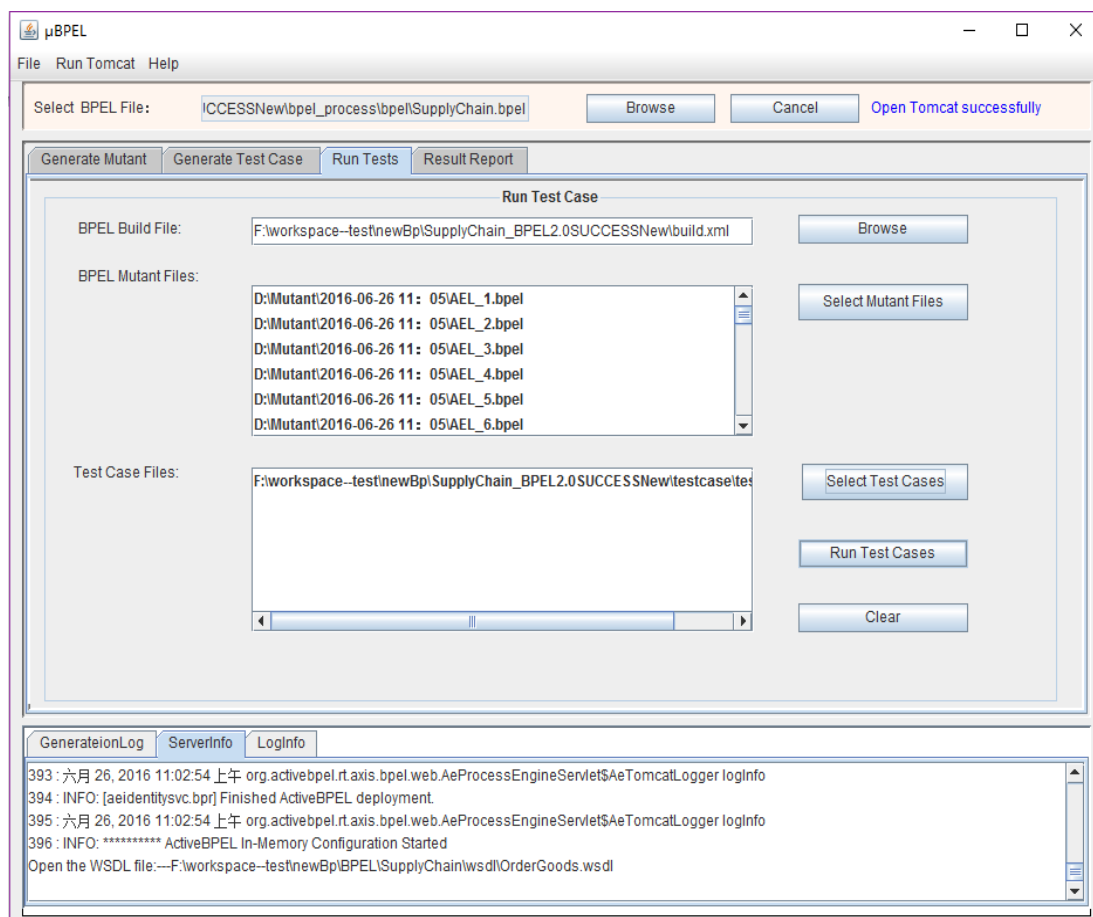 µBPEL
File Run Tomcat Help
Select BPEL File: !CCESSNew\bpel_process\bpel\SupplyChain.bpel Browse Cancel Open Tomcat successfully
Generate Mutant Generate Test Case Run Tests Result Report
Run Test Case
BPEL Build File: F:\workspace--test\newBp\SupplyChain_BPEL2.0SUCCESSNew\build.xml Browse
BPEL Mutant Files:
D:\Mutant\2016-06-26 11：05\AEL_1.bpel Select Mutant Files
D:\Mutant\2016-06-26 11：05\AEL_2.bpel
D:\Mutant\2016-06-26 11：05\AEL_3.bpel
D:\Mutant\2016-06-26 11：05\AEL_4.bpel
D:\Mutant\2016-06-26 11：05\AEL_5.bpel
D:\Mutant\2016-06-26 11：05\AEL_6.bpel
Test Case Files: F:\workspace--test\newBp\SupplyChain_BPEL2.0SUCCESSNew\testcase\tes Select Test Cases
Run Test Cases
Clear
GenerateionLog ServerInfo LogInfo
393 : 六月 26, 2016 11:02:54 上午 org.activebpel.rt.axis.bpel.web.AeProcessEngineServlet$AeTomcatLogger logInfo
394 : INFO: [aeidentitysvc.bpr] Finished ActiveBPEL deployment.
395 : 六月 26, 2016 11:02:54 上午 org.activebpel.rt.axis.bpel.web.AeProcessEngineServlet$AeTomcatLogger logInfo
396 : INFO: ********** ActiveBPEL In-Memory Configuration Started
Open the WSDL file:---F:\workspace--test\newBp\BPEL\SupplyChain\wsdl\OrderGoods.wsdl